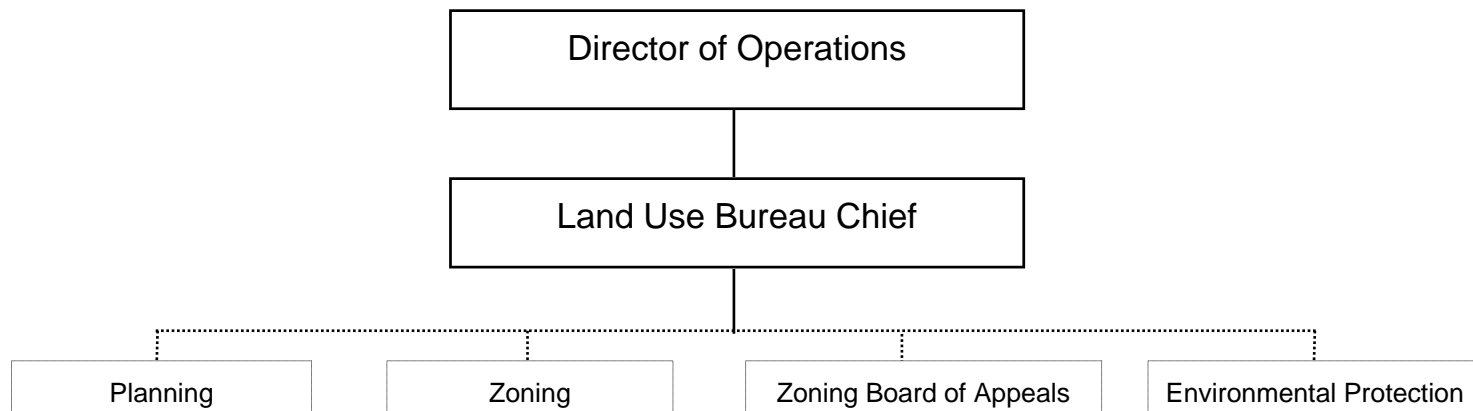 Director of Operations
Land Use Bureau Chief
Planning
Zoning
Zoning Board of Appeals
Environmental Protection